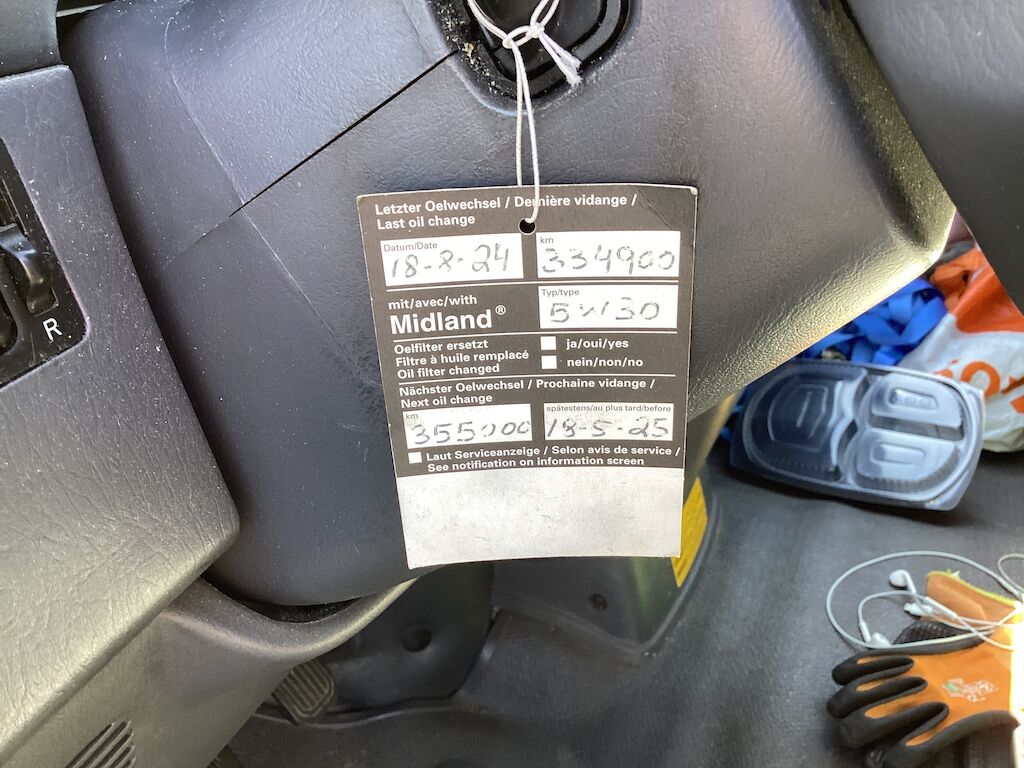 Letzter Oelwechsel / Dernière vidange /
Last oil change
Datum/Date
18-8-24
km
334900
mit/avec/with
Midland®
Typ/type
5w30
Oelfilter ersetzt
Filtre à huile remplacé
Oil filter changed
ja/oui/yes
nein/non/no
Nächster Oelwechsel / Prochaine vidange /
Next oil change
km
355000
spätestens/au plus tard/before
18-5-25
Laut Serviceanzeige / Selon avis de service /
See notification on information screen
R